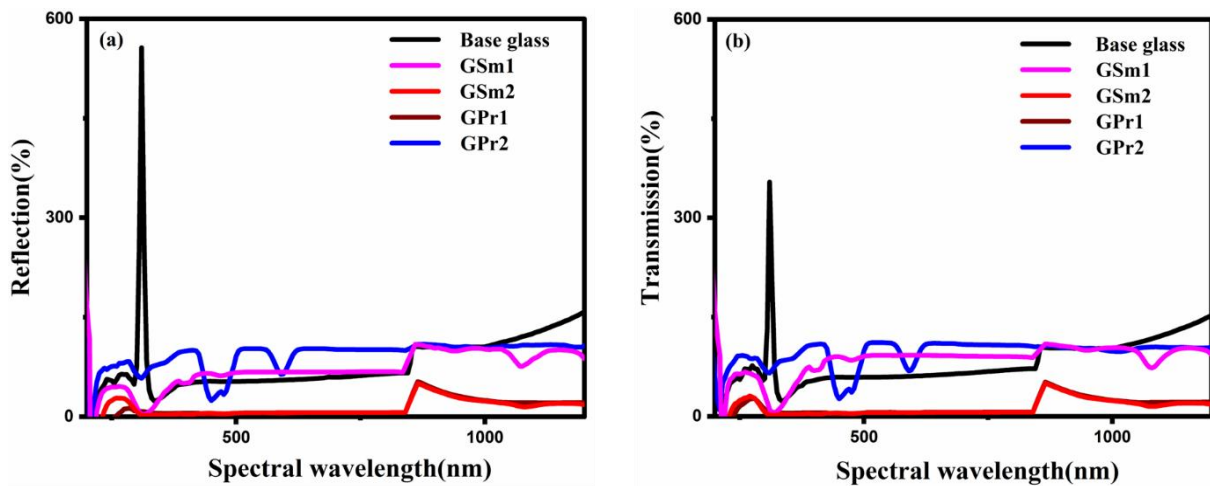 600
(a)
Base glass
GSm1
GSm2
GPr1
GPr2
300
0
500
1000
Reflection(%)
Spectral wavelength(nm)
600
(b)
Base glass
GSm1
GSm2
GPr1
GPr2
300
0
500
1000
Transmission(%)
Spectral wavelength(nm)